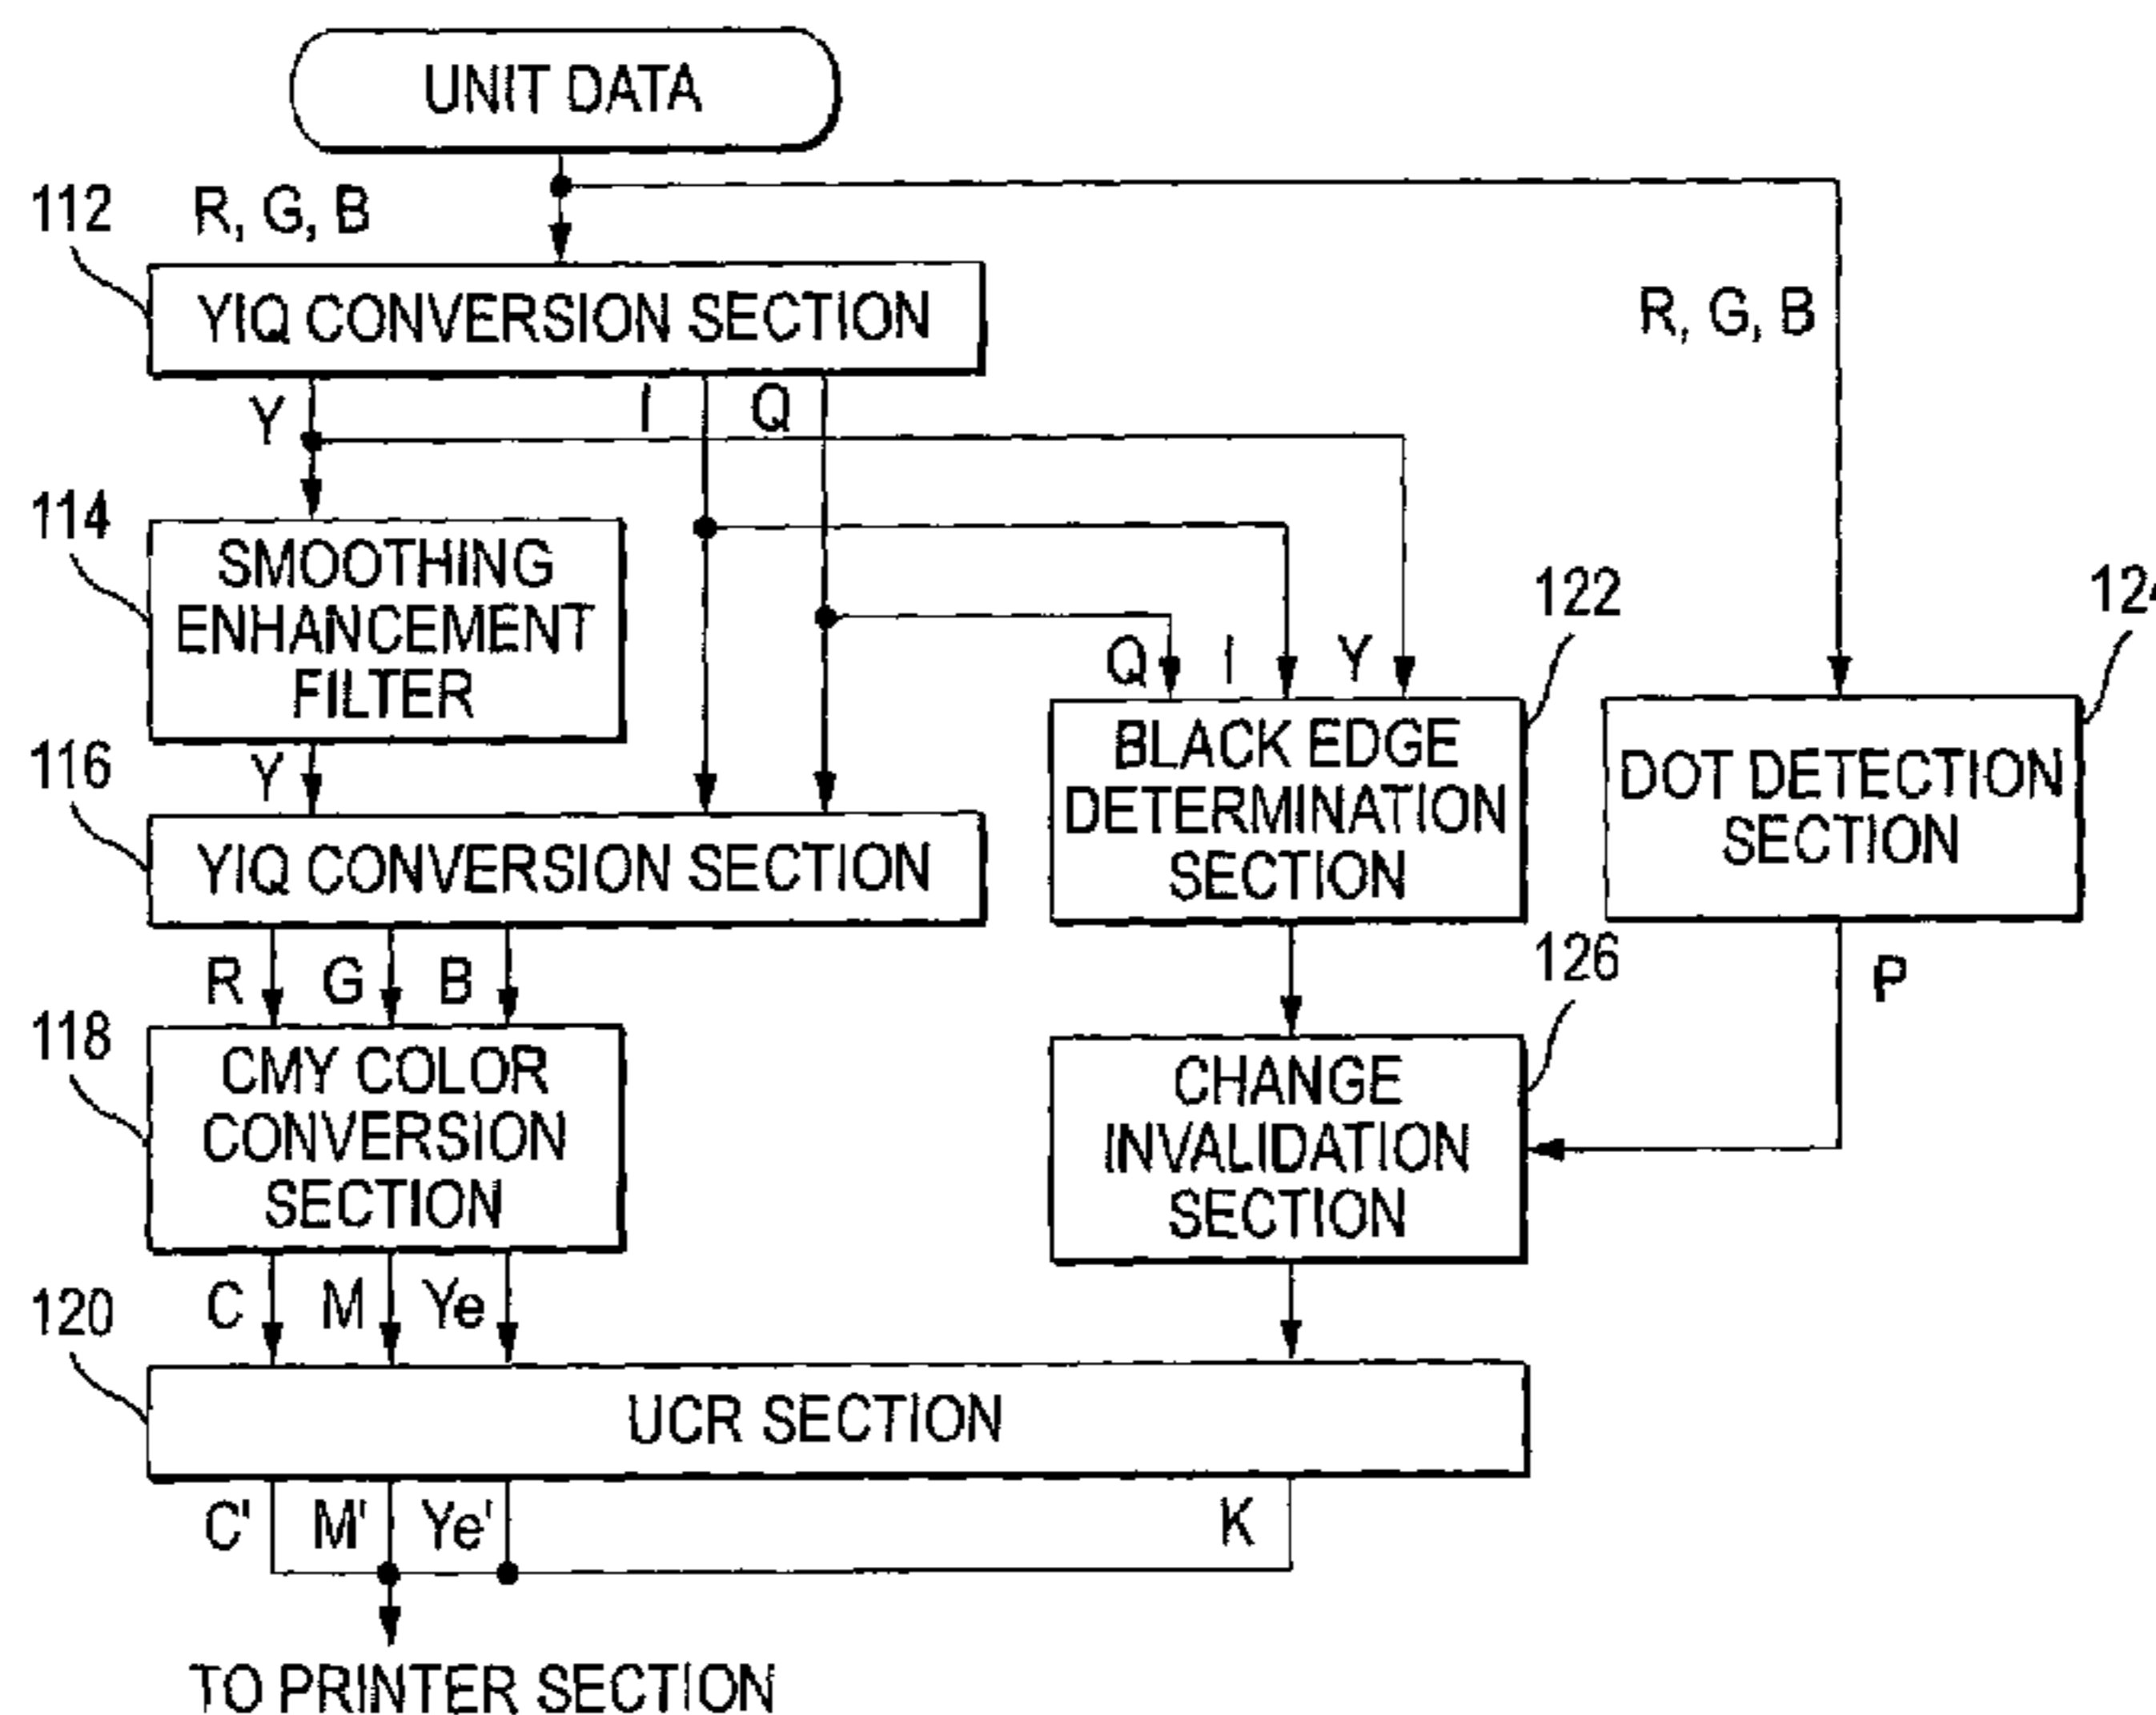 UNIT DATA
112
R, G, B
YIQ CONVERSION SECTION
R, G, B
Y
I
Q
114
SMOOTHING
ENHANCEMENT
FILTER
Q
I
Y
122
124
BLACK EDGE
DETERMINATION
SECTION
DOT DETECTION
SECTION
Y
116
YIQ CONVERSION SECTION
R
G
B
126
P
118
CMY COLOR
CONVERSION
SECTION
CHANGE
INVALIDATION
SECTION
C
M
Ye
120
UCR SECTION
C'
M'
Ye'
K
TO PRINTER SECTION